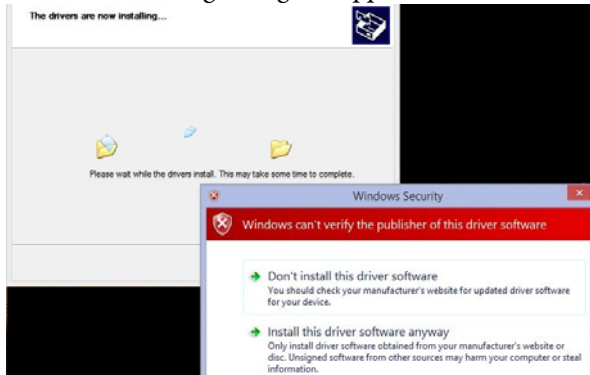 The drivers are now installing...
Please wait while the drivers install. This may take some time to complete.
Windows Security
Windows can't verify the publisher of this driver software
Don't install this driver software
You should check your manufacturer's website for updated driver software
for your device.
Install this driver software anyway
Only install driver software obtained from your manufacturer's website or
disc. Unsigned software from other sources may harm your computer or steal
information.